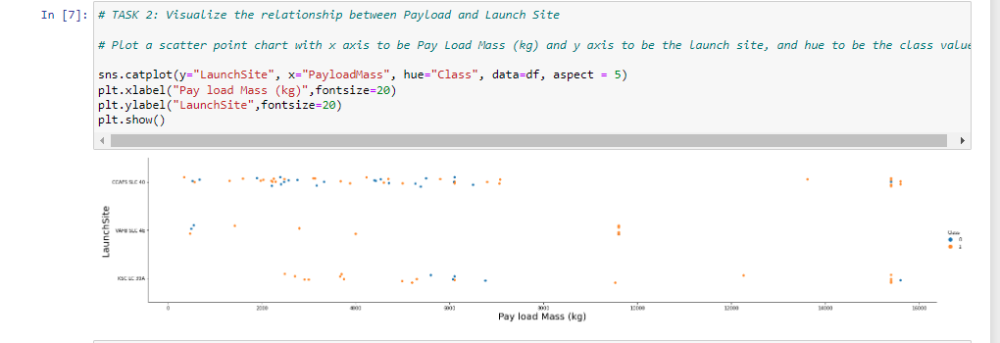 In [7]: # TASK 2: Visualize the relationship between Payload and Launch Site
# Plot a scatter point chart with x axis to be Pay Load Mass (kg) and y axis to be the launch site, and hue to be the class value
sns.catplot(y="LaunchSite", x="PayloadMass", hue="Class", data=df, aspect = 5)
plt.xlabel("Pay load Mass (kg)",fontsize=20)
plt.ylabel("LaunchSite",fontsize=20)
plt.show()
CCAFS SLC 40
LaunchSite
VAFB SLC 4E
KSC LC 39A
Class
0
1
0 2000 4000 6000 8000 10000 12000 14000 16000
Pay load Mass (kg)